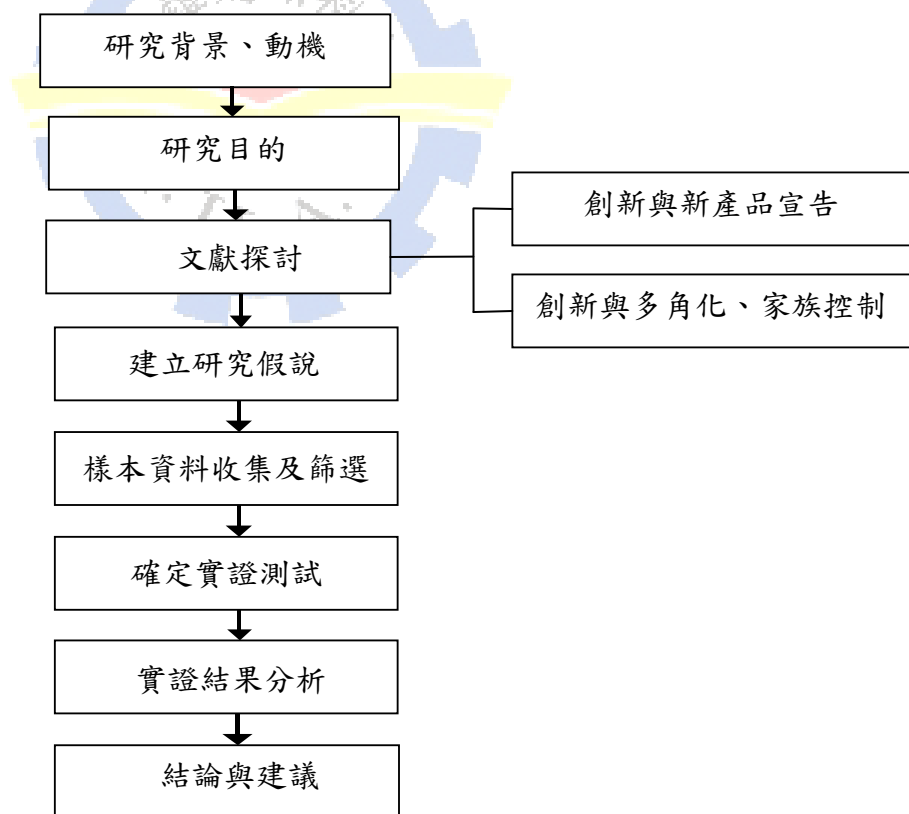 研究背景、動機
研究目的
文獻探討
創新與新產品宣告
創新與多角化、家族控制
建立研究假說
樣本資料收集及篩選
確定實證測試
實證結果分析
結論與建議